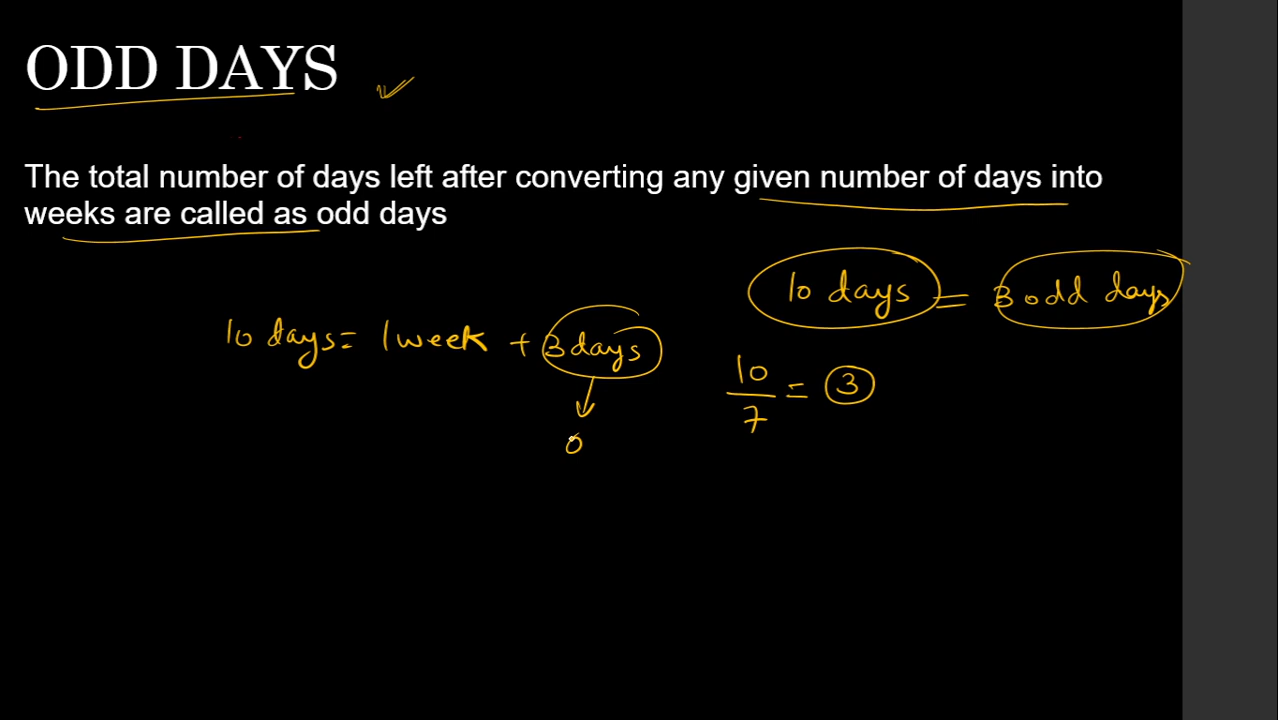 ODD DAYS
The total number of days left after converting any given number of days into
weeks are called as odd days
10 days = 3 odd days
10 days = 1 week + 3 days
10
7
= 3
0